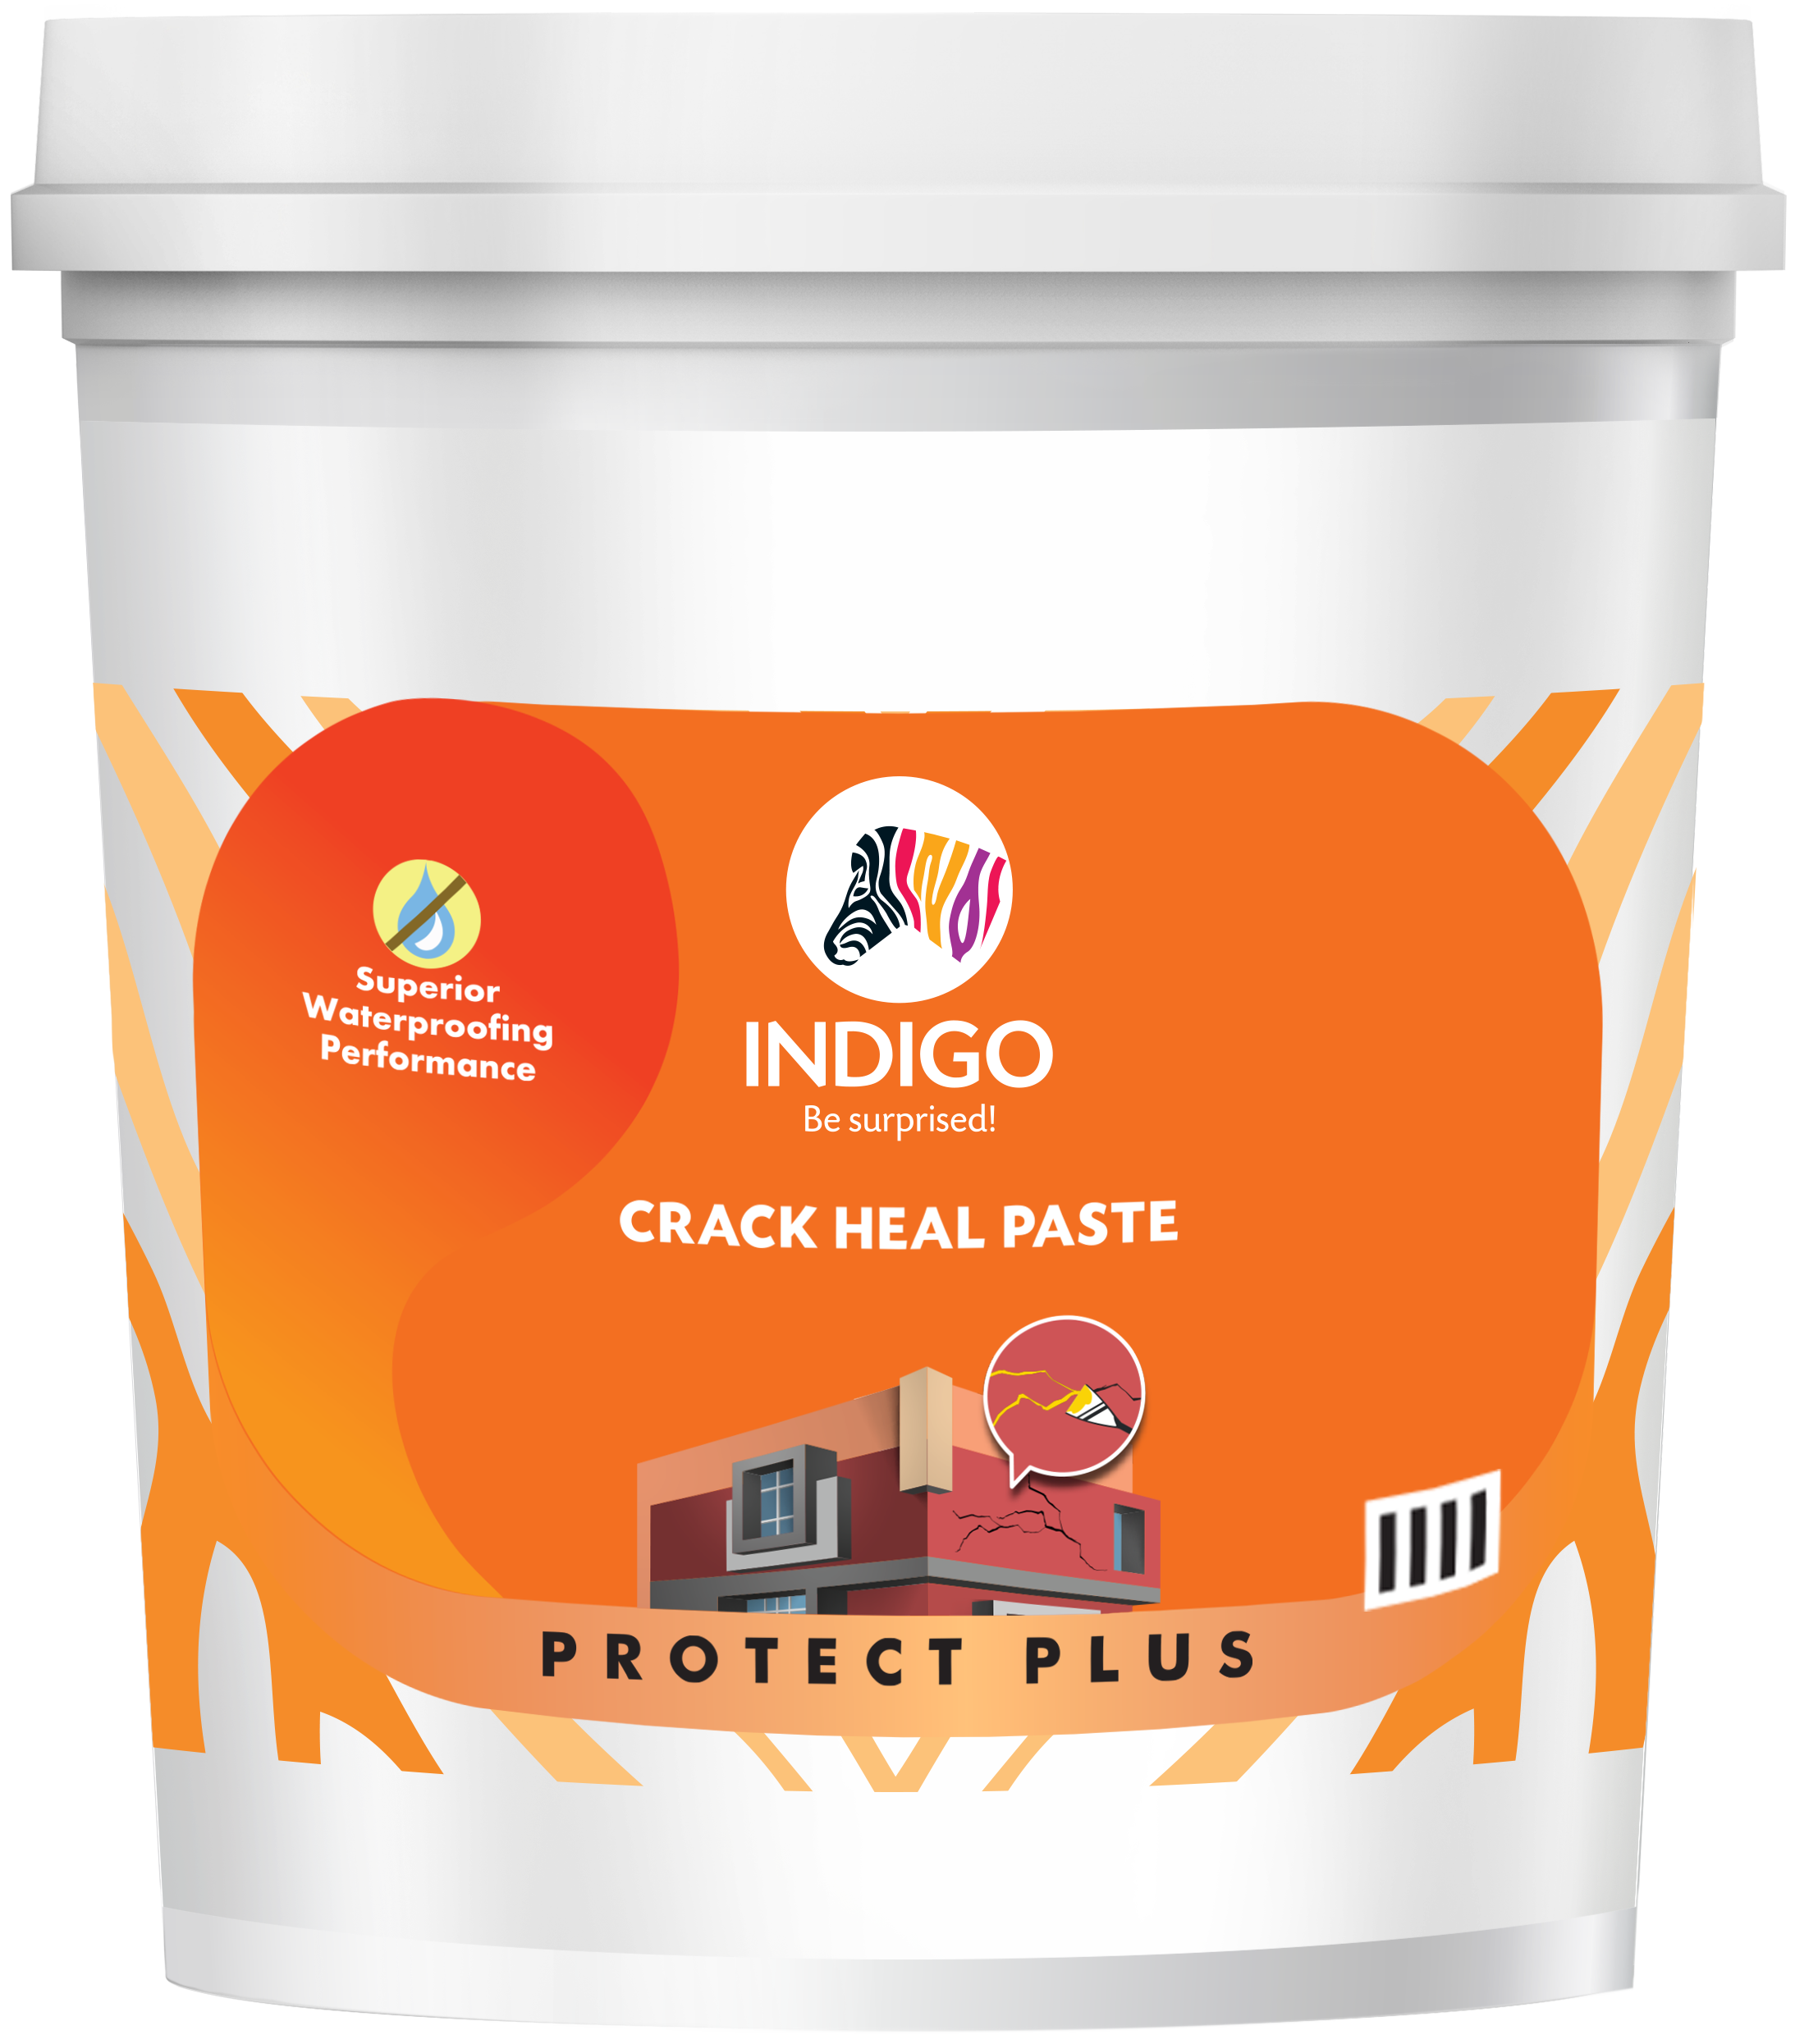 Superior
Waterproofing
Performance
INDIGO
Be surprised!
CRACK HEAL PASTE
PROTECT PLUS